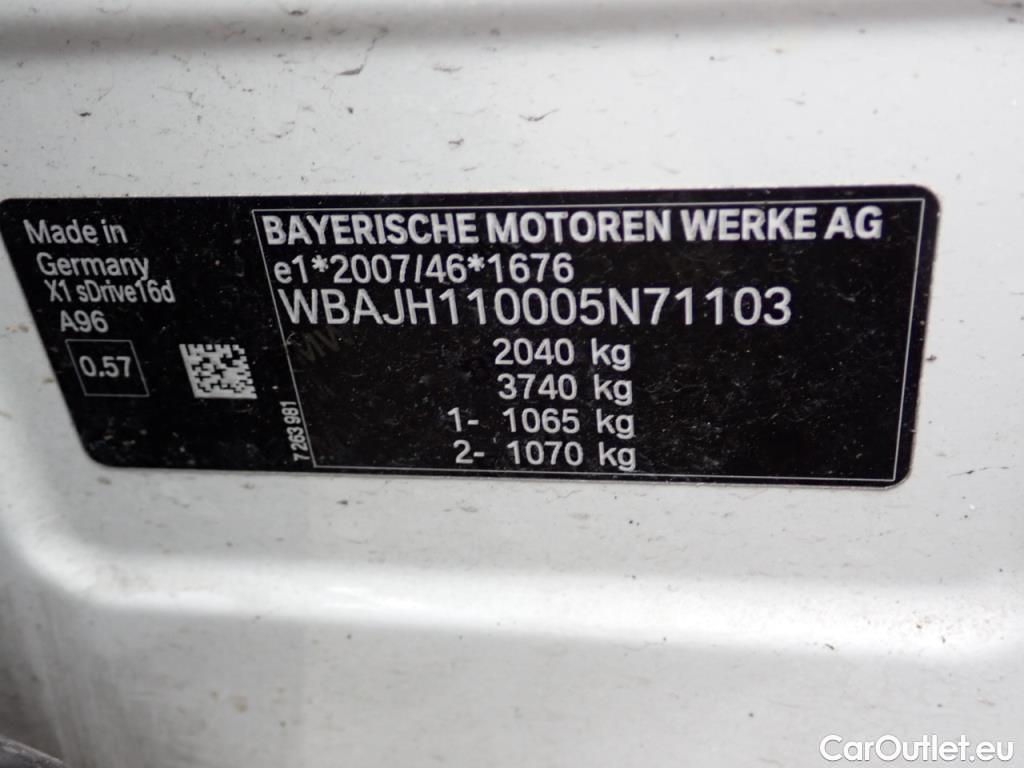 Made in
Germany
X1 sDrive16d
A96
0.57
7 263 981
BAYERISCHE MOTOREN WERKE AG
e1*2007/46*1676
WBAJH110005N71103
2040 kg
3740 kg
1- 1065 kg
2- 1070 kg
CarOutlet.eu